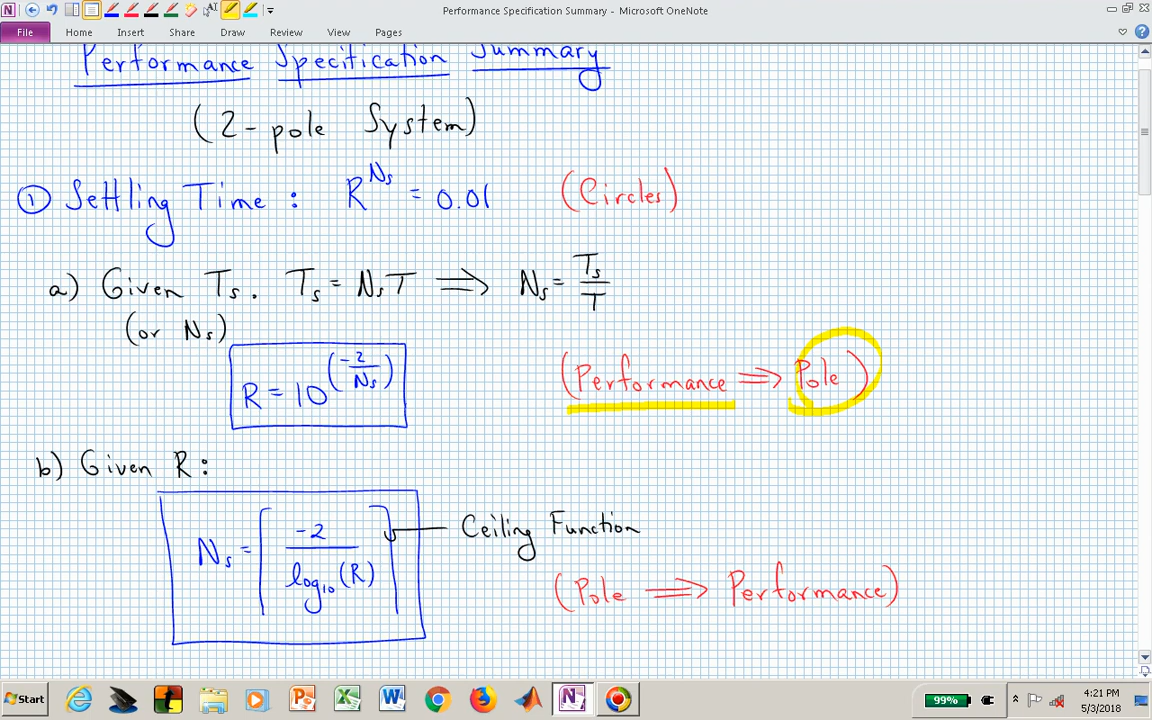 Performance Specification Summary - Microsoft OneNote
File Home Insert Share Draw Review View Pages
Performance Specification Summary
(2-pole System)
① Settling Time : R^Ns = 0.01 (Circles)
a) Given Ts. Ts = NsT ⟹ Ns = Ts/T
(or Ns)
R = 10^(-2/Ns) (Performance ⟹ Pole)
b) Given R:
Ns = ⌈-2/log10(R)⌉ Ceiling Function
(Pole ⟹ Performance)
Start 99% 4:21 PM
5/3/2018